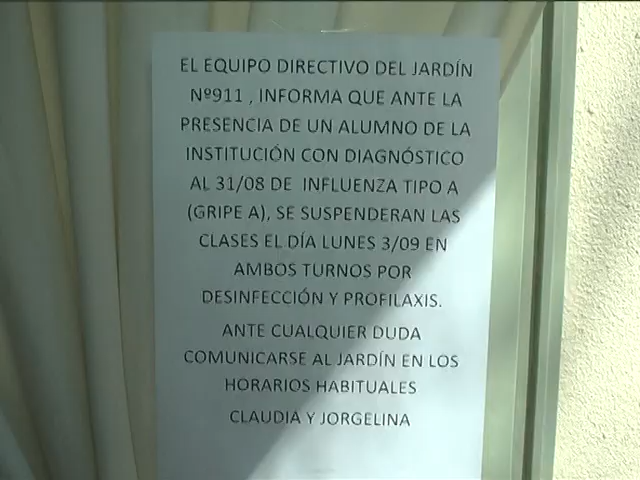 EL EQUIPO DIRECTIVO DEL JARDÍN
Nº911 , INFORMA QUE ANTE LA
PRESENCIA DE UN ALUMNO DE LA
INSTITUCIÓN CON DIAGNÓSTICO
AL 31/08 DE INFLUENZA TIPO A
(GRIPE A), SE SUSPENDERAN LAS
CLASES EL DÍA LUNES 3/09 EN
AMBOS TURNOS POR
DESINFECCIÓN Y PROFILAXIS.
ANTE CUALQUIER DUDA
COMUNICARSE AL JARDÍN EN LOS
HORARIOS HABITUALES
CLAUDIA Y JORGELINA